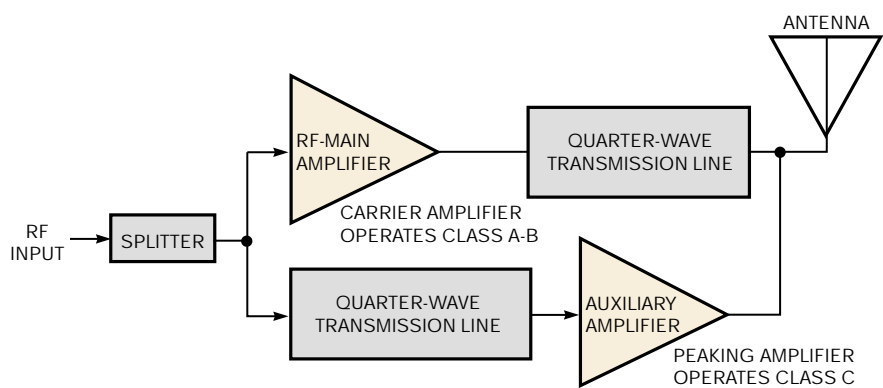 ANTENNA
RF-MAIN
AMPLIFIER
QUARTER-WAVE
TRANSMISSION LINE
CARRIER AMPLIFIER
OPERATES CLASS A-B
RF
INPUT
SPLITTER
QUARTER-WAVE
TRANSMISSION LINE
AUXILIARY
AMPLIFIER
PEAKING AMPLIFIER
OPERATES CLASS C